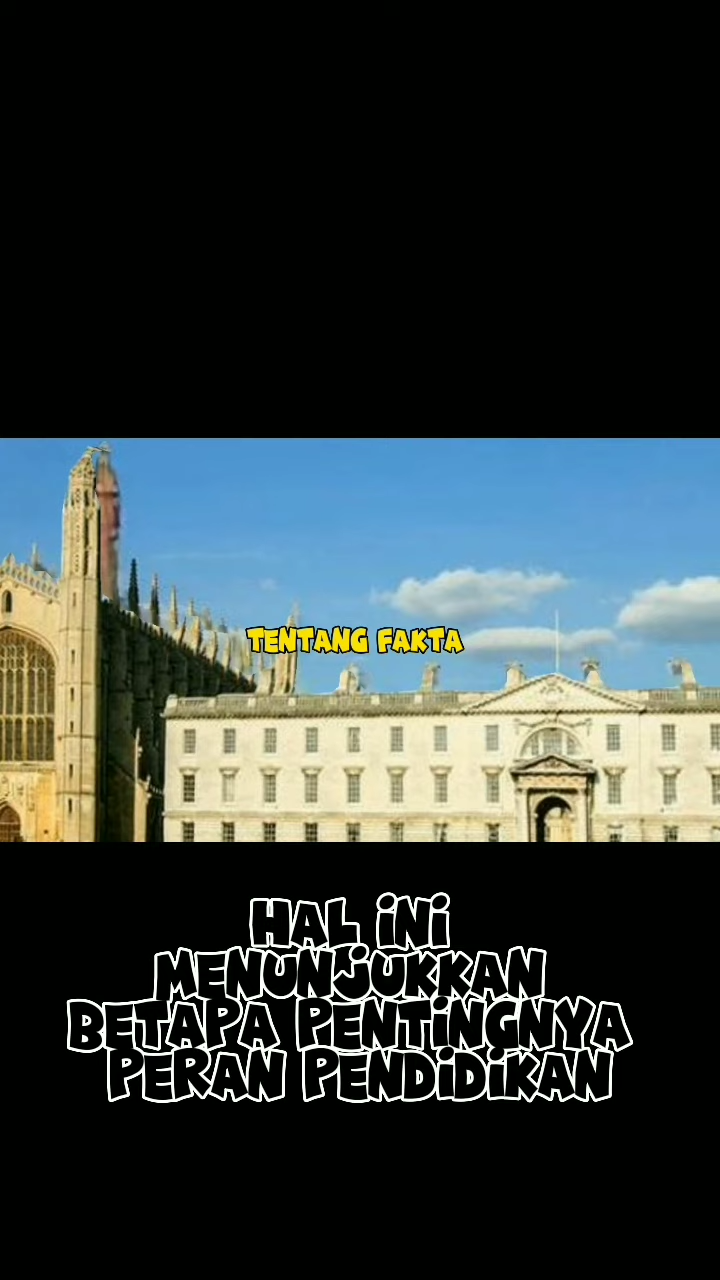 TENTANG FAKTA
HAL iNi
MENUNjUKKAN
BETAPA PENTiNGNYA
PERAN PENDiDiKAN